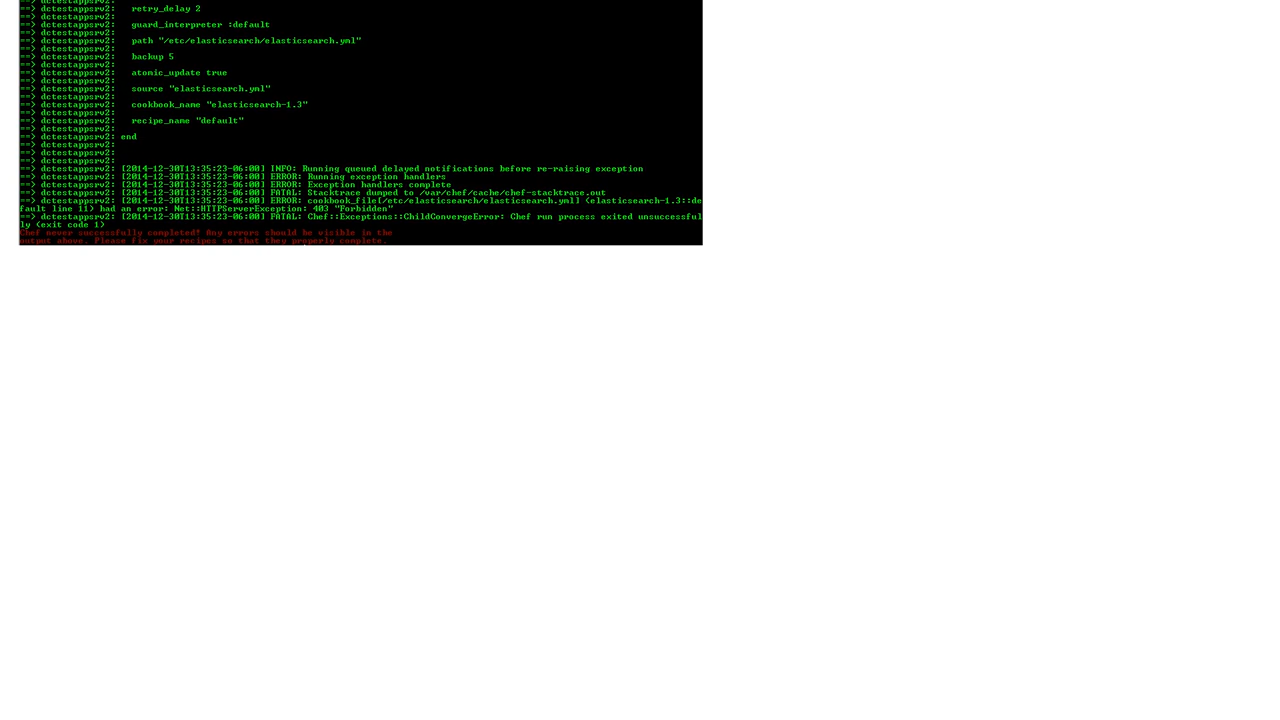 ==> dctestappsrv2:
==> dctestappsrv2:   retry_delay 2
==> dctestappsrv2:
==> dctestappsrv2:   guard_interpreter :default
==> dctestappsrv2:
==> dctestappsrv2:   path "/etc/elasticsearch/elasticsearch.yml"
==> dctestappsrv2:
==> dctestappsrv2:   backup 5
==> dctestappsrv2:
==> dctestappsrv2:   atomic_update true
==> dctestappsrv2:
==> dctestappsrv2:   source "elasticsearch.yml"
==> dctestappsrv2:
==> dctestappsrv2:   cookbook_name "elasticsearch-1.3"
==> dctestappsrv2:
==> dctestappsrv2:   recipe_name "default"
==> dctestappsrv2:
==> dctestappsrv2: end
==> dctestappsrv2:
==> dctestappsrv2:
==> dctestappsrv2:
==> dctestappsrv2: [2014-12-30T13:35:23-06:00] INFO: Running queued delayed notifications before re-raising exception
==> dctestappsrv2: [2014-12-30T13:35:23-06:00] ERROR: Running exception handlers
==> dctestappsrv2: [2014-12-30T13:35:23-06:00] ERROR: Exception handlers complete
==> dctestappsrv2: [2014-12-30T13:35:23-06:00] FATAL: Stacktrace dumped to /var/chef/cache/chef-stacktrace.out
==> dctestappsrv2: [2014-12-30T13:35:23-06:00] ERROR: cookbook_file[/etc/elasticsearch/elasticsearch.yml] (elasticsearch-1.3::de
fault line 11) had an error: Net::HTTPServerException: 403 "Forbidden"
==> dctestappsrv2: [2014-12-30T13:35:23-06:00] FATAL: Chef::Exceptions::ChildConvergeError: Chef run process exited unsuccessful
ly (exit code 1)
Chef never successfully completed! Any errors should be visible in the
output above. Please fix your recipes so that they properly complete.